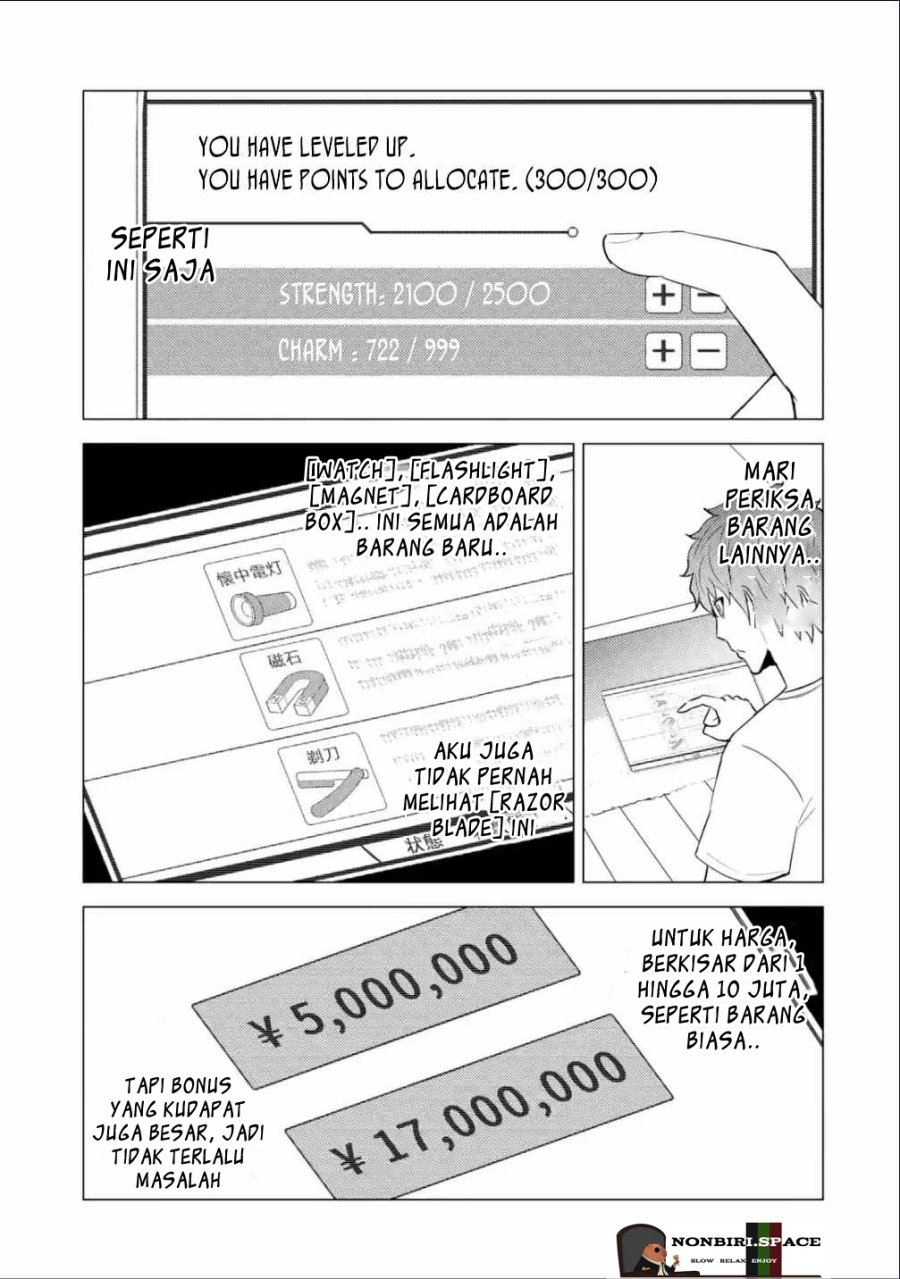 YOU HAVE LEVELED UP.
YOU HAVE POINTS TO ALLOCATE. (300/300)
SEPERTI
INI SAJA
STRENGTH: 2100 / 2500
+ −
CHARM : 722 / 999
+ −
[WATCH], [FLASHLIGHT],
[MAGNET], [CARDBOARD
BOX].. INI SEMUA ADALAH
BARANG BARU..
懐中電灯
磁石
剃刀
AKU JUGA
TIDAK PERNAH
MELIHAT [RAZOR
BLADE] INI
状態
MARI
PERIKSA
BARANG
LAINNYA..
¥ 5,000,000
UNTUK HARGA,
BERKISAR DARI 1
HINGGA 10 JUTA,
SEPERTI BARANG
BIASA..
TAPI BONUS
YANG KUDAPAT
JUGA BESAR, JADI
TIDAK TERLALU
MASALAH
¥ 17,000,000
NONBIRI.SPACE
SLOW RELAX ENJOY